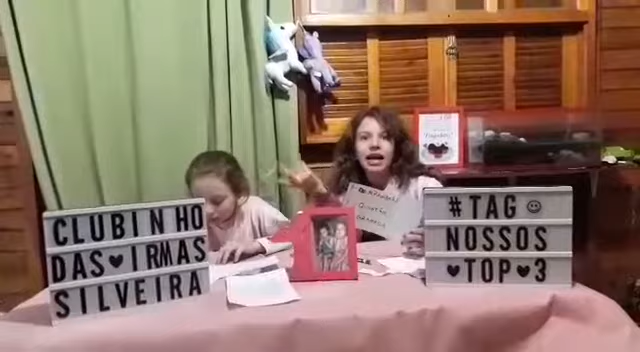 CLUBINHO
DAS♥IRMAS
SILVEIRA
#TAG☺
NOSSOS
♥TOP♥3